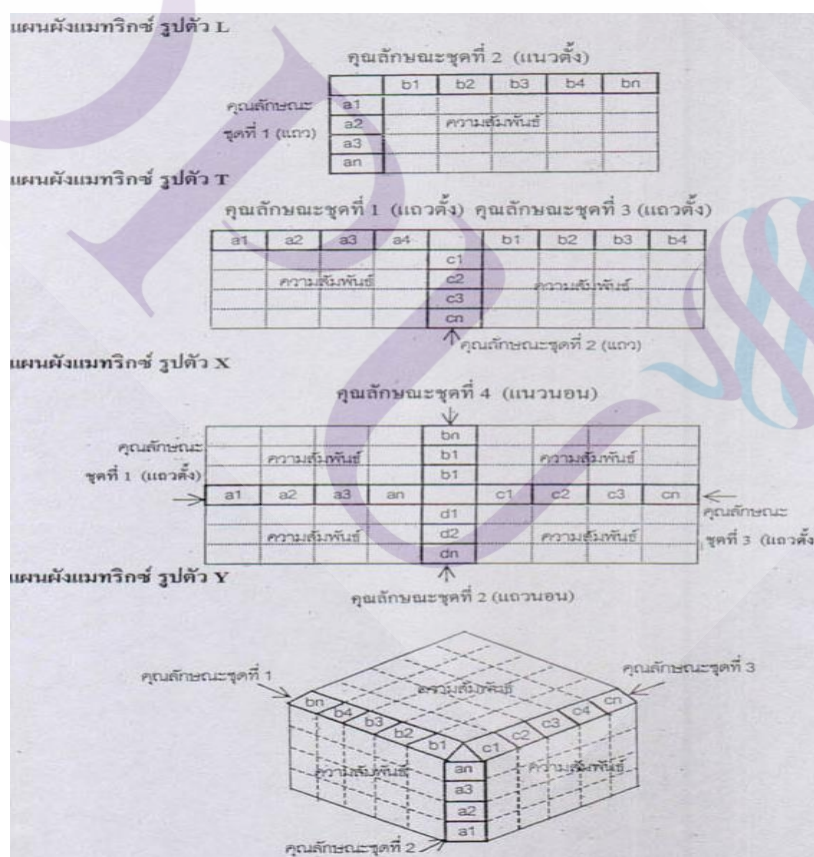 แผนผังแมทริกซ์ รูปตัว L
คุณลักษณะชุดที่ 2 (แนวตั้ง)
b1 b2 b3 b4 bn
คุณลักษณะ a1
ชุดที่ 1 (แถว) a2 ความสัมพันธ์
a3
an
แผนผังแมทริกซ์ รูปตัว T
คุณลักษณะชุดที่ 1 (แถวตั้ง) คุณลักษณะชุดที่ 3 (แถวตั้ง)
a1 a2 a3 a4 b1 b2 b3 b4
c1
ความสัมพันธ์ c2 ความสัมพันธ์
c3
cn
คุณลักษณะชุดที่ 2 (แถว)
แผนผังแมทริกซ์ รูปตัว X
คุณลักษณะชุดที่ 4 (แนวนอน)
bn
คุณลักษณะ ความสัมพันธ์ b1 ความสัมพันธ์
ชุดที่ 1 (แถวตั้ง) b1
a1 a2 a3 an c1 c2 c3 cn
d1 คุณลักษณะ
ความสัมพันธ์ d2 ความสัมพันธ์ ชุดที่ 3 (แถวตั้ง
dn
แผนผังแมทริกซ์ รูปตัว Y
คุณลักษณะชุดที่ 2 (แถวนอน)
คุณลักษณะชุดที่ 1 คุณลักษณะชุดที่ 3
ความสัมพันธ์
bn b4 b3 b2 b1 c1 c2 c3 c4 cn
ความสัมพันธ์ an ความสัมพันธ์
a3
a2
a1
คุณลักษณะชุดที่ 2